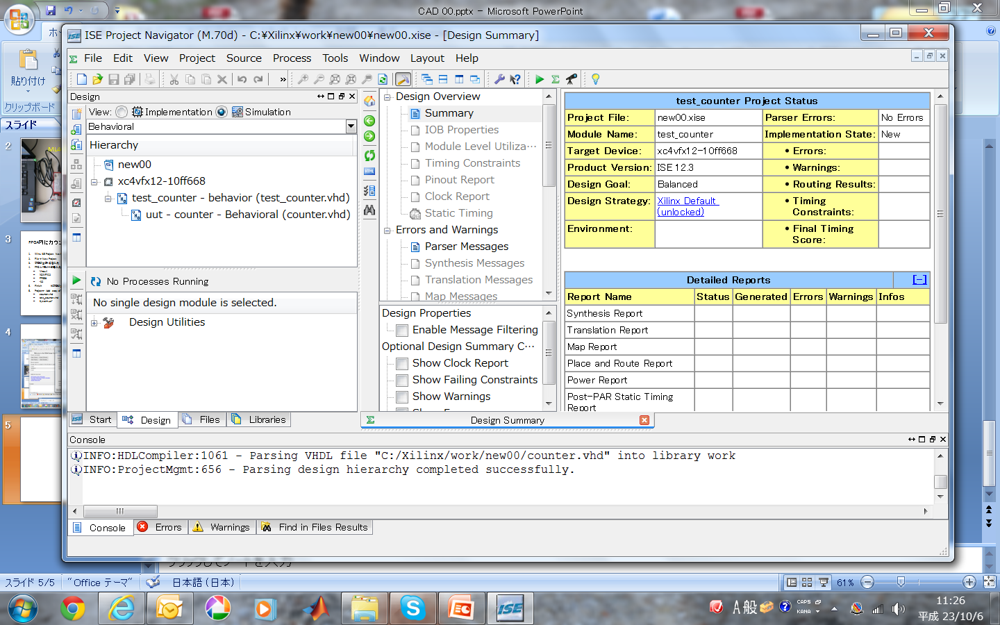 CAD 00.pptx - Microsoft PowerPoint
貼り付け
クリップボード
スライド
2
3
4
5
ISE Project Navigator (M.70d) - C:¥Xilinx¥work¥new00¥new00.xise - [Design Summary]
File Edit View Project Source Process Tools Window Layout Help
Design
View: Implementation Simulation
Behavioral
Hierarchy
new00
xc4vfx12-10ff668
test_counter - behavior (test_counter.vhd)
uut - counter - Behavioral (counter.vhd)
No Processes Running
No single design module is selected.
Design Utilities
Start Design Files Libraries
Design Overview
Summary
IOB Properties
Module Level Utiliza...
Timing Constraints
Pinout Report
Clock Report
Static Timing
Errors and Warnings
Parser Messages
Synthesis Messages
Translation Messages
Map Messages
Design Properties
Enable Message Filtering
Optional Design Summary C...
Show Clock Report
Show Failing Constraints
Show Warnings
Design Summary
test_counter Project Status
Project File: new00.xise Parser Errors: No Errors
Module Name: test_counter Implementation State: New
Target Device: xc4vfx12-10ff668 • Errors:
Product Version: ISE 12.3 • Warnings:
Design Goal: Balanced • Routing Results:
Design Strategy: Xilinx Default (unlocked) • Timing Constraints:
Environment: • Final Timing Score:
Detailed Reports [-]
Report Name Status Generated Errors Warnings Infos
Synthesis Report
Translation Report
Map Report
Place and Route Report
Power Report
Post-PAR Static Timing
Report
Console
INFO:HDLCompiler:1061 - Parsing VHDL file "C:/Xilinx/work/new00/counter.vhd" into library work
INFO:ProjectMgmt:656 - Parsing design hierarchy completed successfully.
Console Errors Warnings Find in Files Results
スライド 5/5 "Office テーマ" 日本語 (日本) 61%
A 般 CAPS KANA
11:26
平成 23/10/6